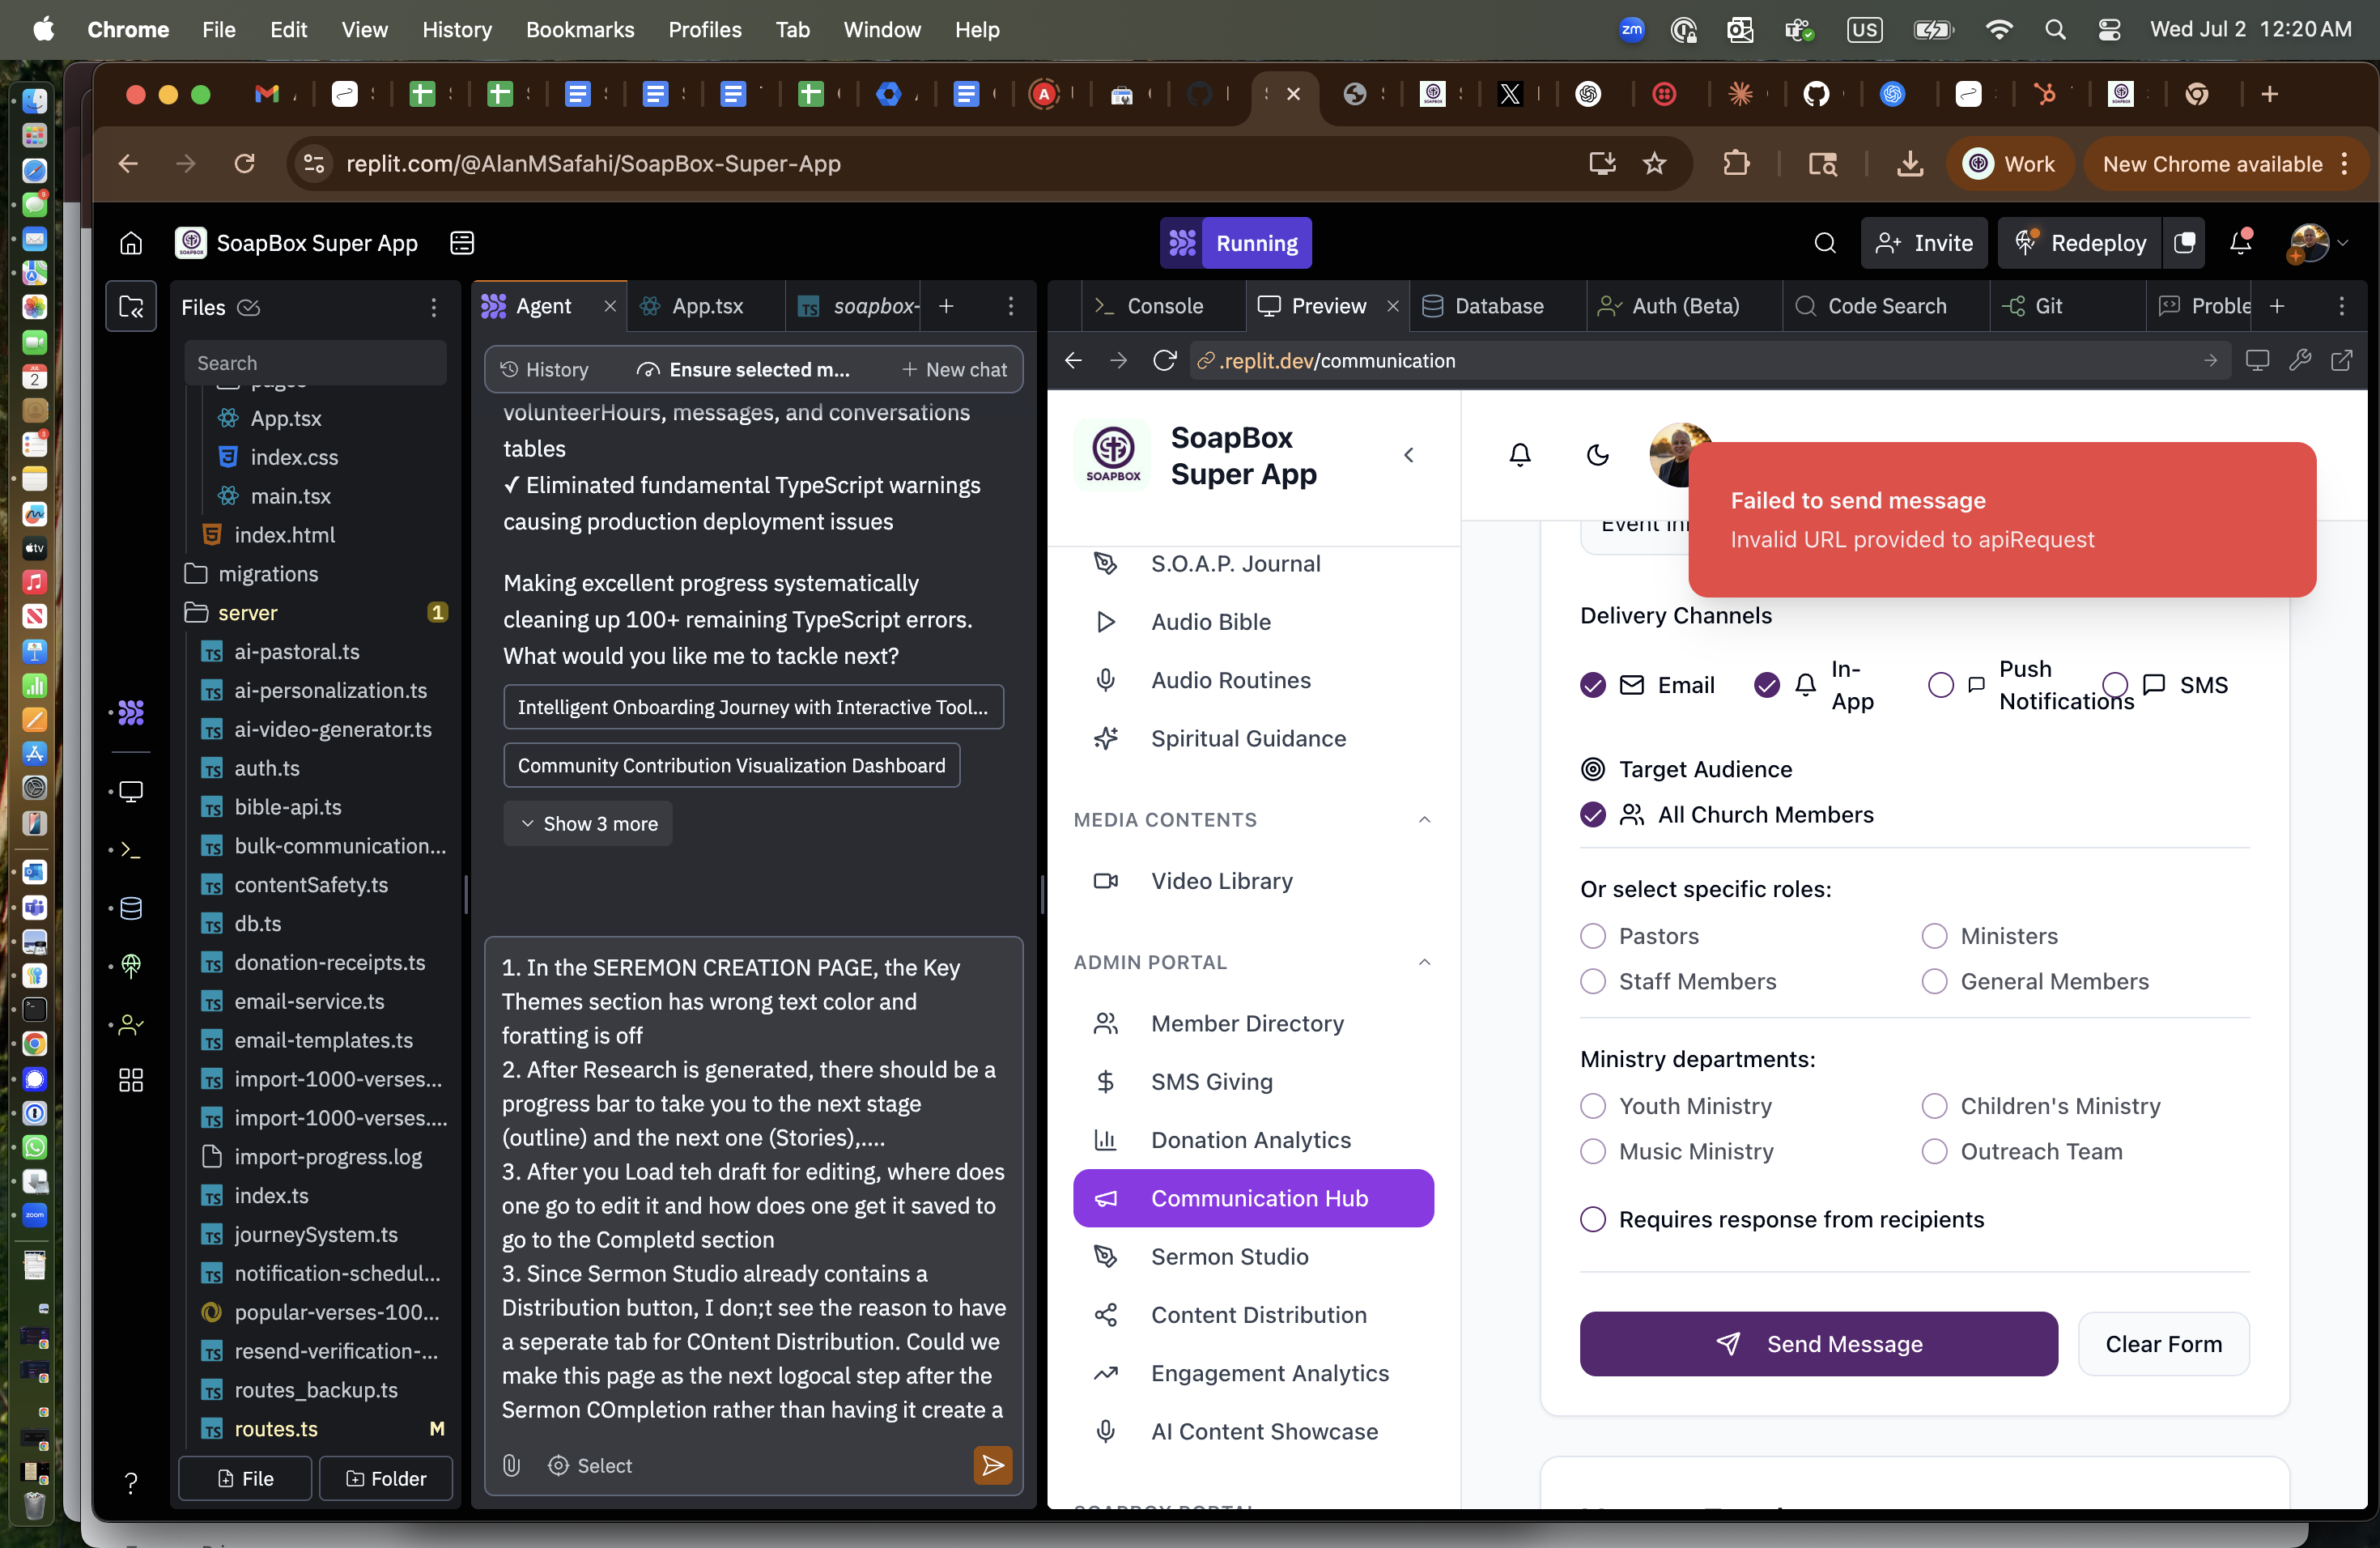 Chrome File Edit View History Bookmarks Profiles Tab Window Help
zm US Wed Jul 2 12:20 AM
replit.com/@AlanMSafahi/SoapBox-Super-App
Work
New Chrome available
SoapBox Super App
Running
Invite
Redeploy
Files
Search
App.tsx
index.css
main.tsx
index.html
migrations
server 1
ai-pastoral.ts
ai-personalization.ts
ai-video-generator.ts
auth.ts
bible-api.ts
bulk-communication...
contentSafety.ts
db.ts
donation-receipts.ts
email-service.ts
email-templates.ts
import-1000-verses...
import-1000-verses....
import-progress.log
index.ts
journeySystem.ts
notification-schedul...
popular-verses-100...
resend-verification-...
routes_backup.ts
routes.ts M
File
Folder
Agent
App.tsx
soapbox-
History
Ensure selected m...
New chat
volunteerHours, messages, and conversations
tables
✓ Eliminated fundamental TypeScript warnings
causing production deployment issues
Making excellent progress systematically
cleaning up 100+ remaining TypeScript errors.
What would you like me to tackle next?
Intelligent Onboarding Journey with Interactive Tool...
Community Contribution Visualization Dashboard
Show 3 more
1. In the SEREMON CREATION PAGE, the Key
Themes section has wrong text color and
foratting is off
2. After Research is generated, there should be a
progress bar to take you to the next stage
(outline) and the next one (Stories),....
3. After you Load teh draft for editing, where does
one go to edit it and how does one get it saved to
go to the Completd section
3. Since Sermon Studio already contains a
Distribution button, I don;t see the reason to have
a seperate tab for COntent Distribution. Could we
make this page as the next logocal step after the
Sermon COmpletion rather than having it create a
Select
Console
Preview
Database
Auth (Beta)
Code Search
Git
Proble
.replit.dev/communication
SOAPBOX
SoapBox
Super App
S.O.A.P. Journal
Audio Bible
Audio Routines
Spiritual Guidance
MEDIA CONTENTS
Video Library
ADMIN PORTAL
Member Directory
SMS Giving
Donation Analytics
Communication Hub
Sermon Studio
Content Distribution
Engagement Analytics
AI Content Showcase
Failed to send message
Invalid URL provided to apiRequest
Delivery Channels
Email
In-
App
Push
Notifications
SMS
Target Audience
All Church Members
Or select specific roles:
Pastors
Ministers
Staff Members
General Members
Ministry departments:
Youth Ministry
Children's Ministry
Music Ministry
Outreach Team
Requires response from recipients
Send Message
Clear Form